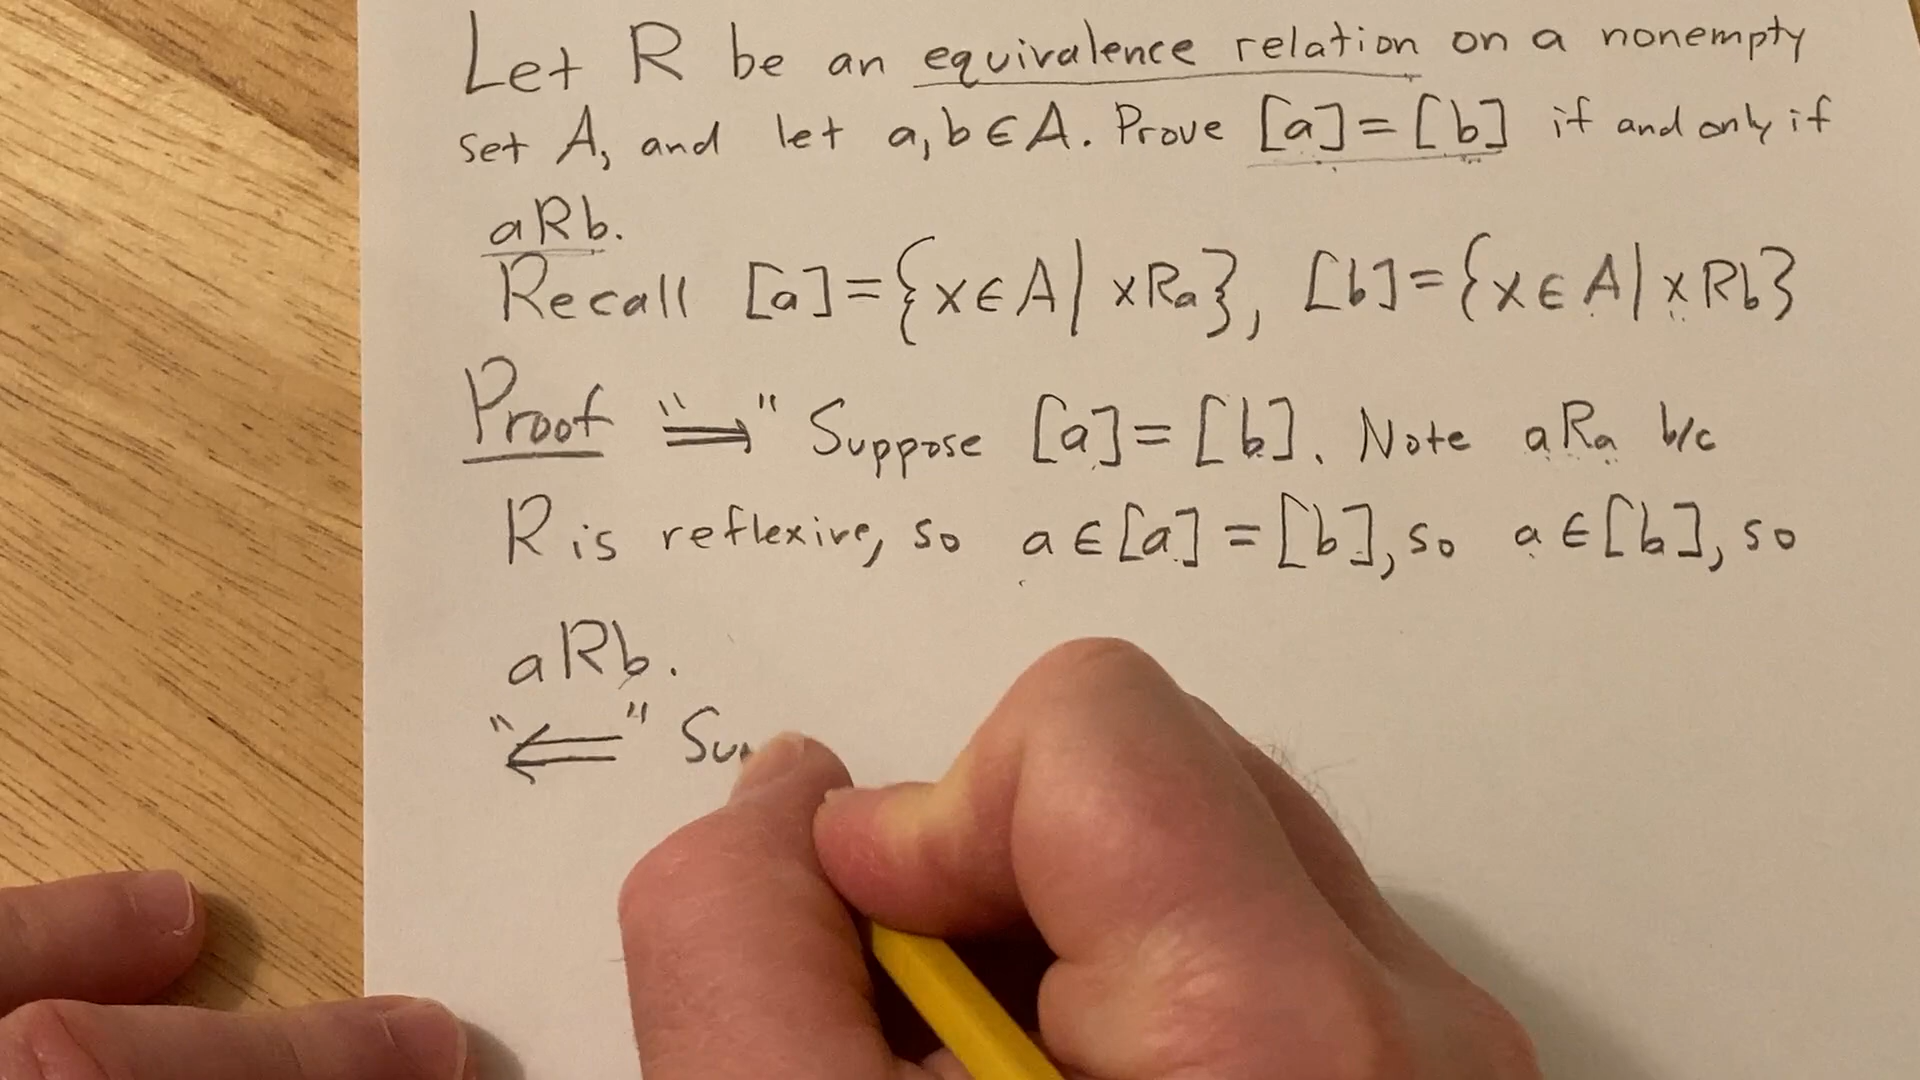 Let R be an equivalence relation on a nonempty
set A, and let a, b ∈ A. Prove [a] = [b] if and only if
aRb.
Recall [a] = {x ∈ A | xRa}, [b] = {x ∈ A | xRb}
Proof "⟹" Suppose [a] = [b]. Note aRa b/c
R is reflexive, so a ∈ [a] = [b], so a ∈ [b], so
aRb.
"⟸"